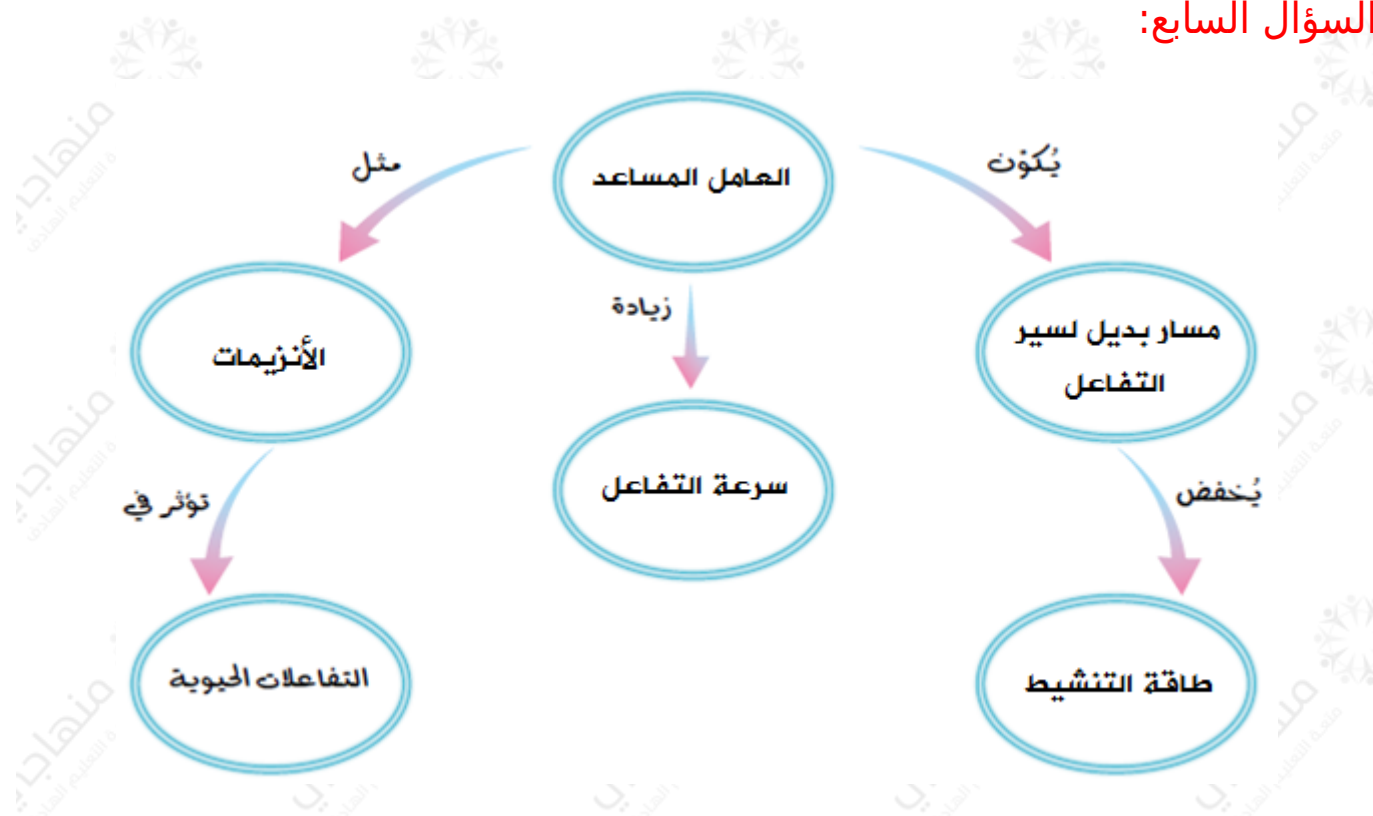 السؤال السابع:
العامل المساعد
يُكوّن
مثل
زيادة
مسار بديل لسير
التفاعل
الأنزيمات
سرعة التفاعل
يُخفض
تؤثر في
طاقة التنشيط
التفاعلات الحيوية